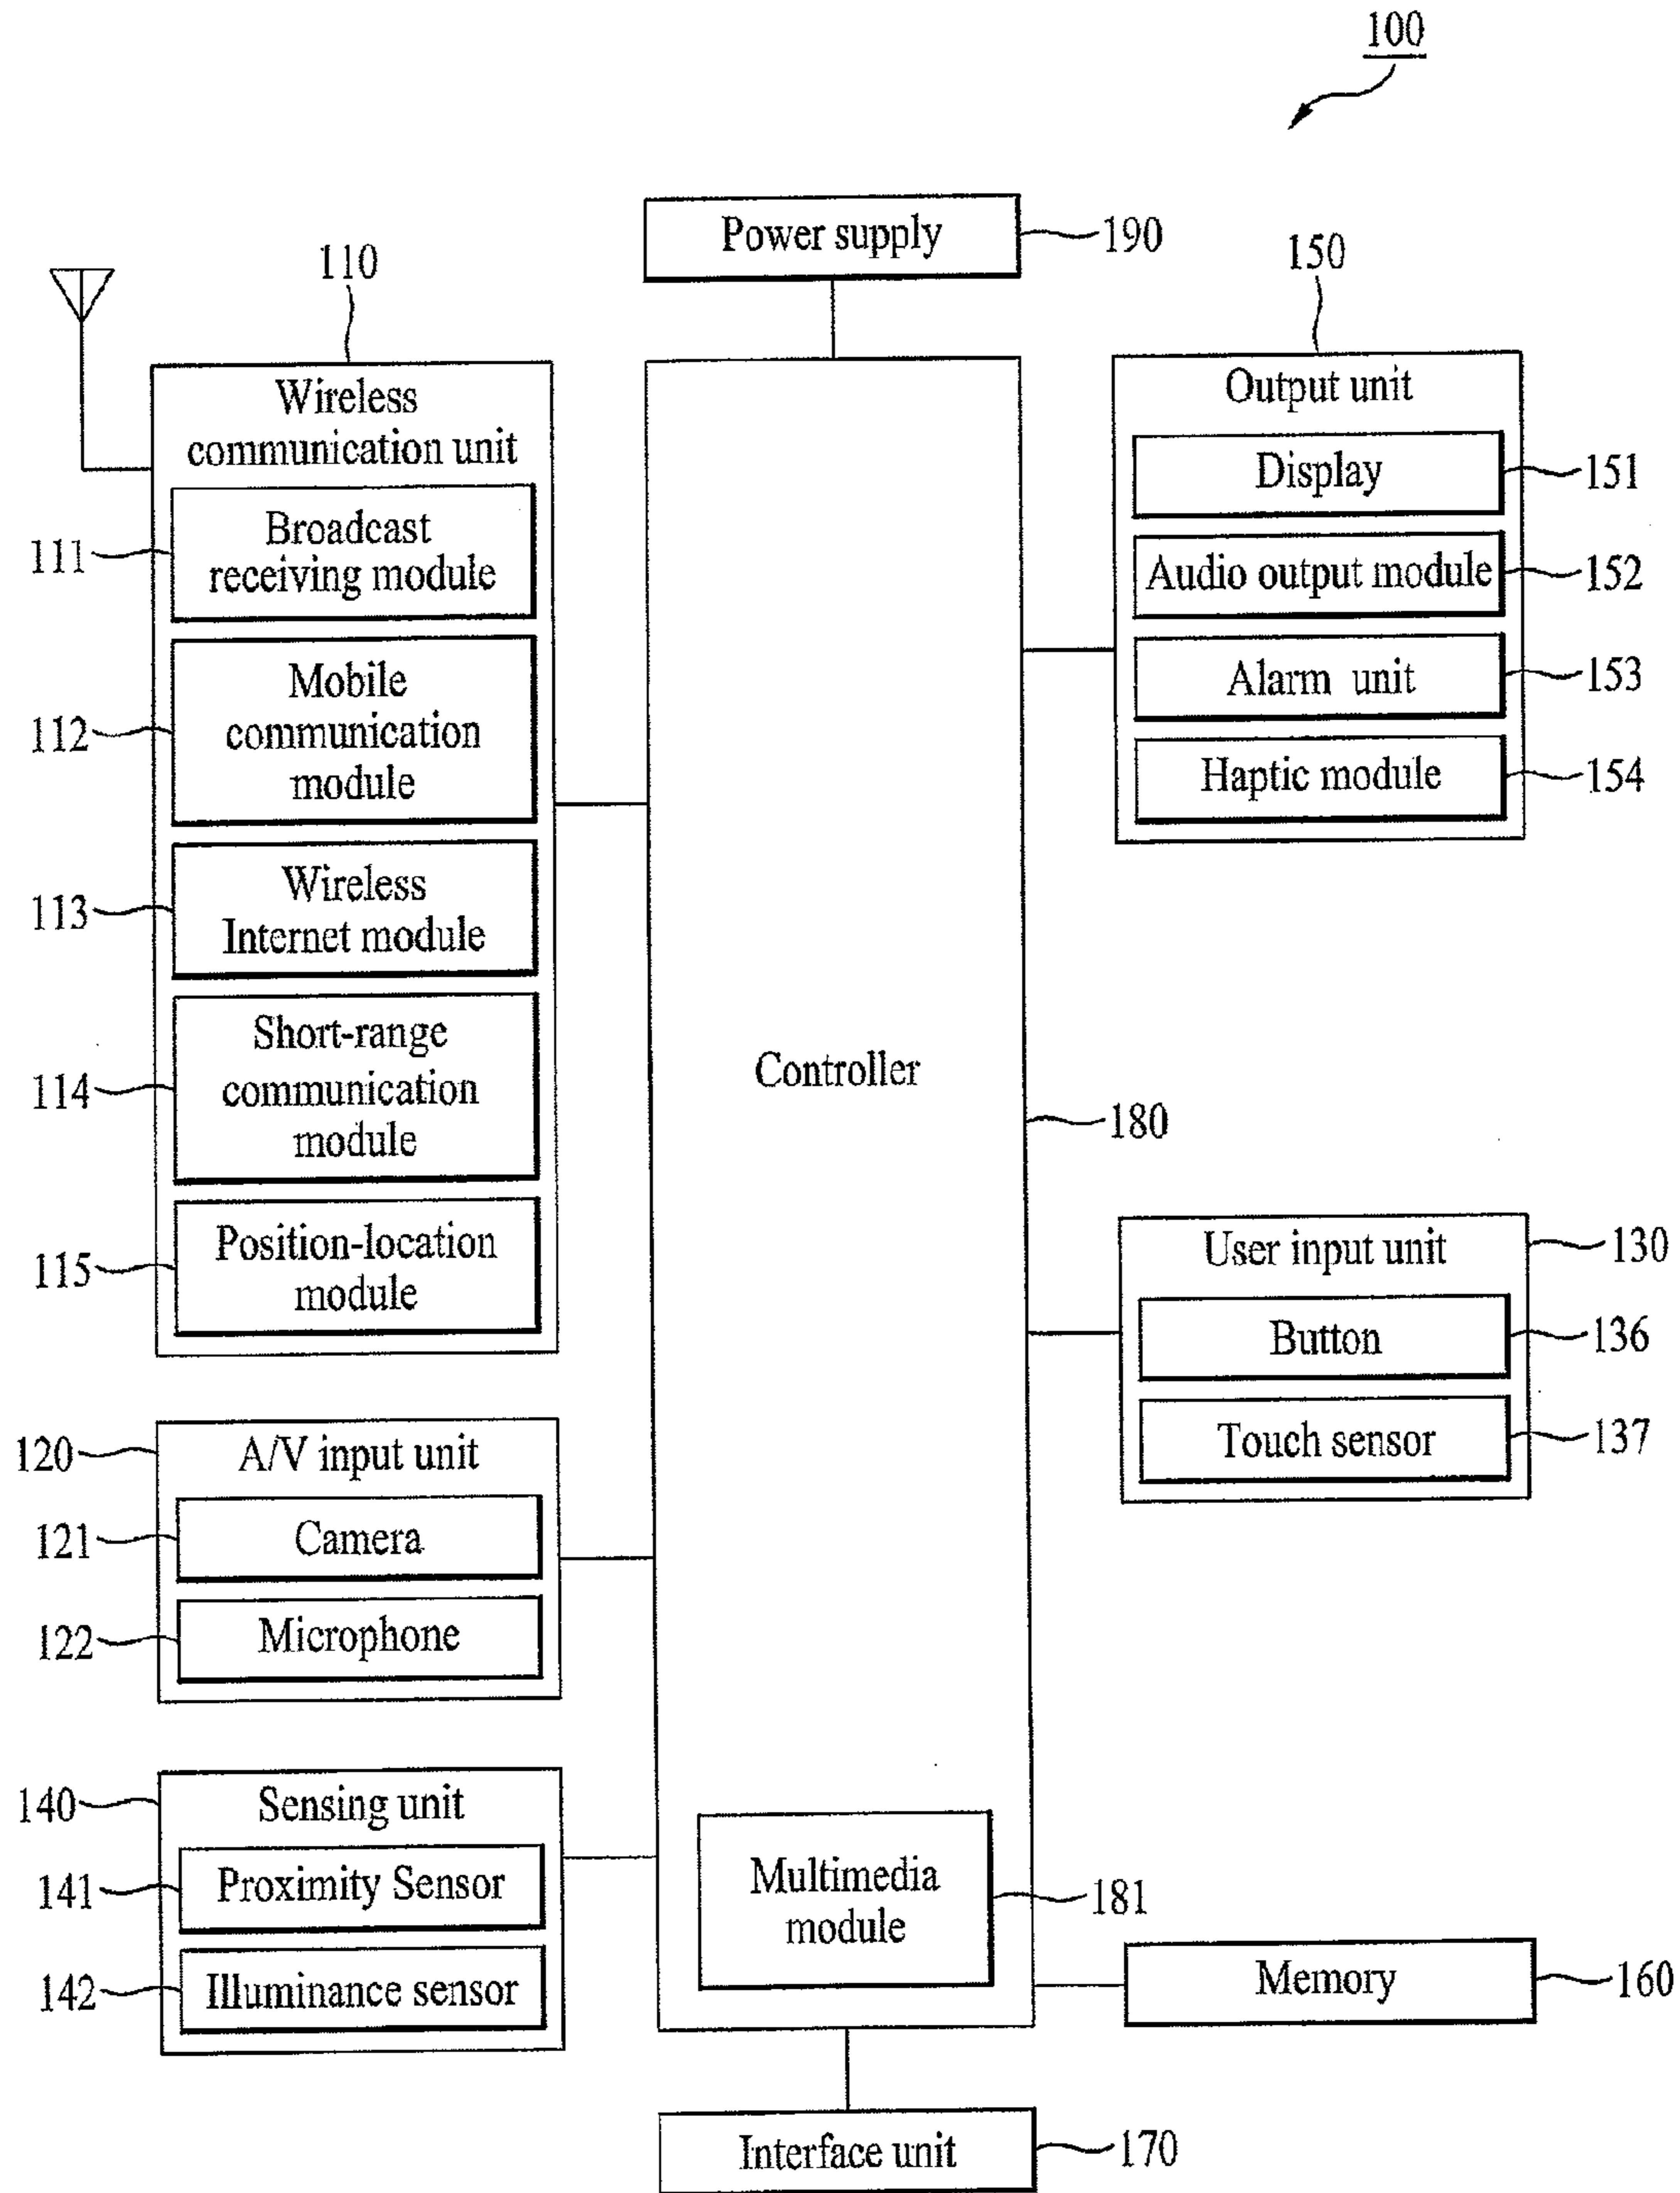 100
Power supply
190
110
150
Wireless
communication unit
Output unit
Broadcast
receiving module
111
Display
151
Audio output module
152
Mobile
communication
module
112
Alarm unit
153
Haptic module
154
Wireless
Internet module
113
Short-range
communication
module
114
Controller
180
Position-location
module
115
User input unit
130
Button
136
Touch sensor
137
120
A/V input unit
121
Camera
122
Microphone
140
Sensing unit
141
Proximity Sensor
142
Illuminance sensor
Multimedia
module
181
Memory
160
Interface unit
170